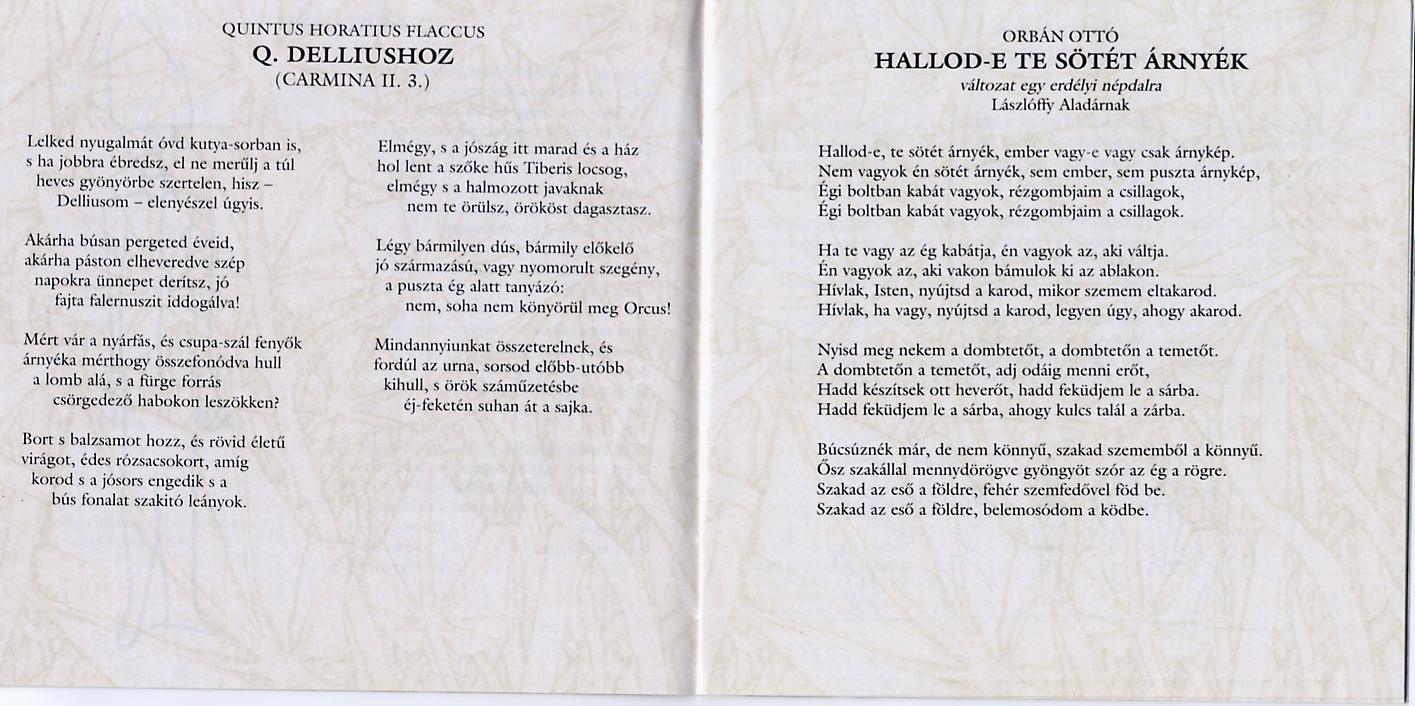 QUINTUS HORATIUS FLACCUS
Q. DELLIUSHOZ
(CARMINA II. 3.)
Lelked nyugalmát óvd kutya-sorban is,
s ha jobbra ébredsz, el ne merűlj a túl
heves gyönyörbe szertelen, hisz –
Delliusom – elenyészel úgyis.
Akárha búsan pergeted éveid,
akárha páston elheveredve szép
napokra ünnepet derítsz, jó
fajta falernuszit iddogálva!
Mért vár a nyárfás, és csupa-szál fenyők
árnyéka mérthogy összefonódva hull
a lomb alá, s a fürge forrás
csörgedező habokon leszökken?
Bort s balzsamot hozz, és rövid életű
virágot, édes rózsacsokort, amíg
korod s a jósors engedik s a
bús fonalat szakitó leányok.
Elmégy, s a jószág itt marad és a ház
hol lent a szőke hűs Tiberis locsog,
elmégy s a halmozott javaknak
nem te örülsz, örököst dagasztasz.
Légy bármilyen dús, bármily előkelő
jó származású, vagy nyomorult szegény,
a puszta ég alatt tanyázó:
nem, soha nem könyörül meg Orcus!
Mindannyiunkat összeterelnek, és
fordúl az urna, sorsod előbb-utóbb
kihull, s örök száműzetésbe
éj-feketén suhan át a sajka.
ORBÁN OTTÓ
HALLOD-E TE SÖTÉT ÁRNYÉK
változat egy erdélyi népdalra
Lászlóffy Aladárnak
Hallod-e, te sötét árnyék, ember vagy-e vagy csak árnykép.
Nem vagyok én sötét árnyék, sem ember, sem puszta árnykép,
Égi boltban kabát vagyok, rézgombjaim a csillagok,
Égi boltban kabát vagyok, rézgombjaim a csillagok.
Ha te vagy az ég kabátja, én vagyok az, aki váltja.
Én vagyok az, aki vakon bámulok ki az ablakon.
Hívlak, Isten, nyújtsd a karod, mikor szemem eltakarod.
Hívlak, ha vagy, nyújtsd a karod, legyen úgy, ahogy akarod.
Nyisd meg nekem a dombtetőt, a dombtetőn a temetőt.
A dombtetőn a temetőt, adj odáig menni erőt,
Hadd készítsek ott heverőt, hadd feküdjem le a sárba.
Hadd feküdjem le a sárba, ahogy kulcs talál a zárba.
Búcsúznék már, de nem könnyű, szakad szememből a könnyű.
Ősz szakállal mennydörögve gyöngyöt szór az ég a rögre.
Szakad az eső a földre, fehér szemfedővel föd be.
Szakad az eső a földre, belemosódom a ködbe.